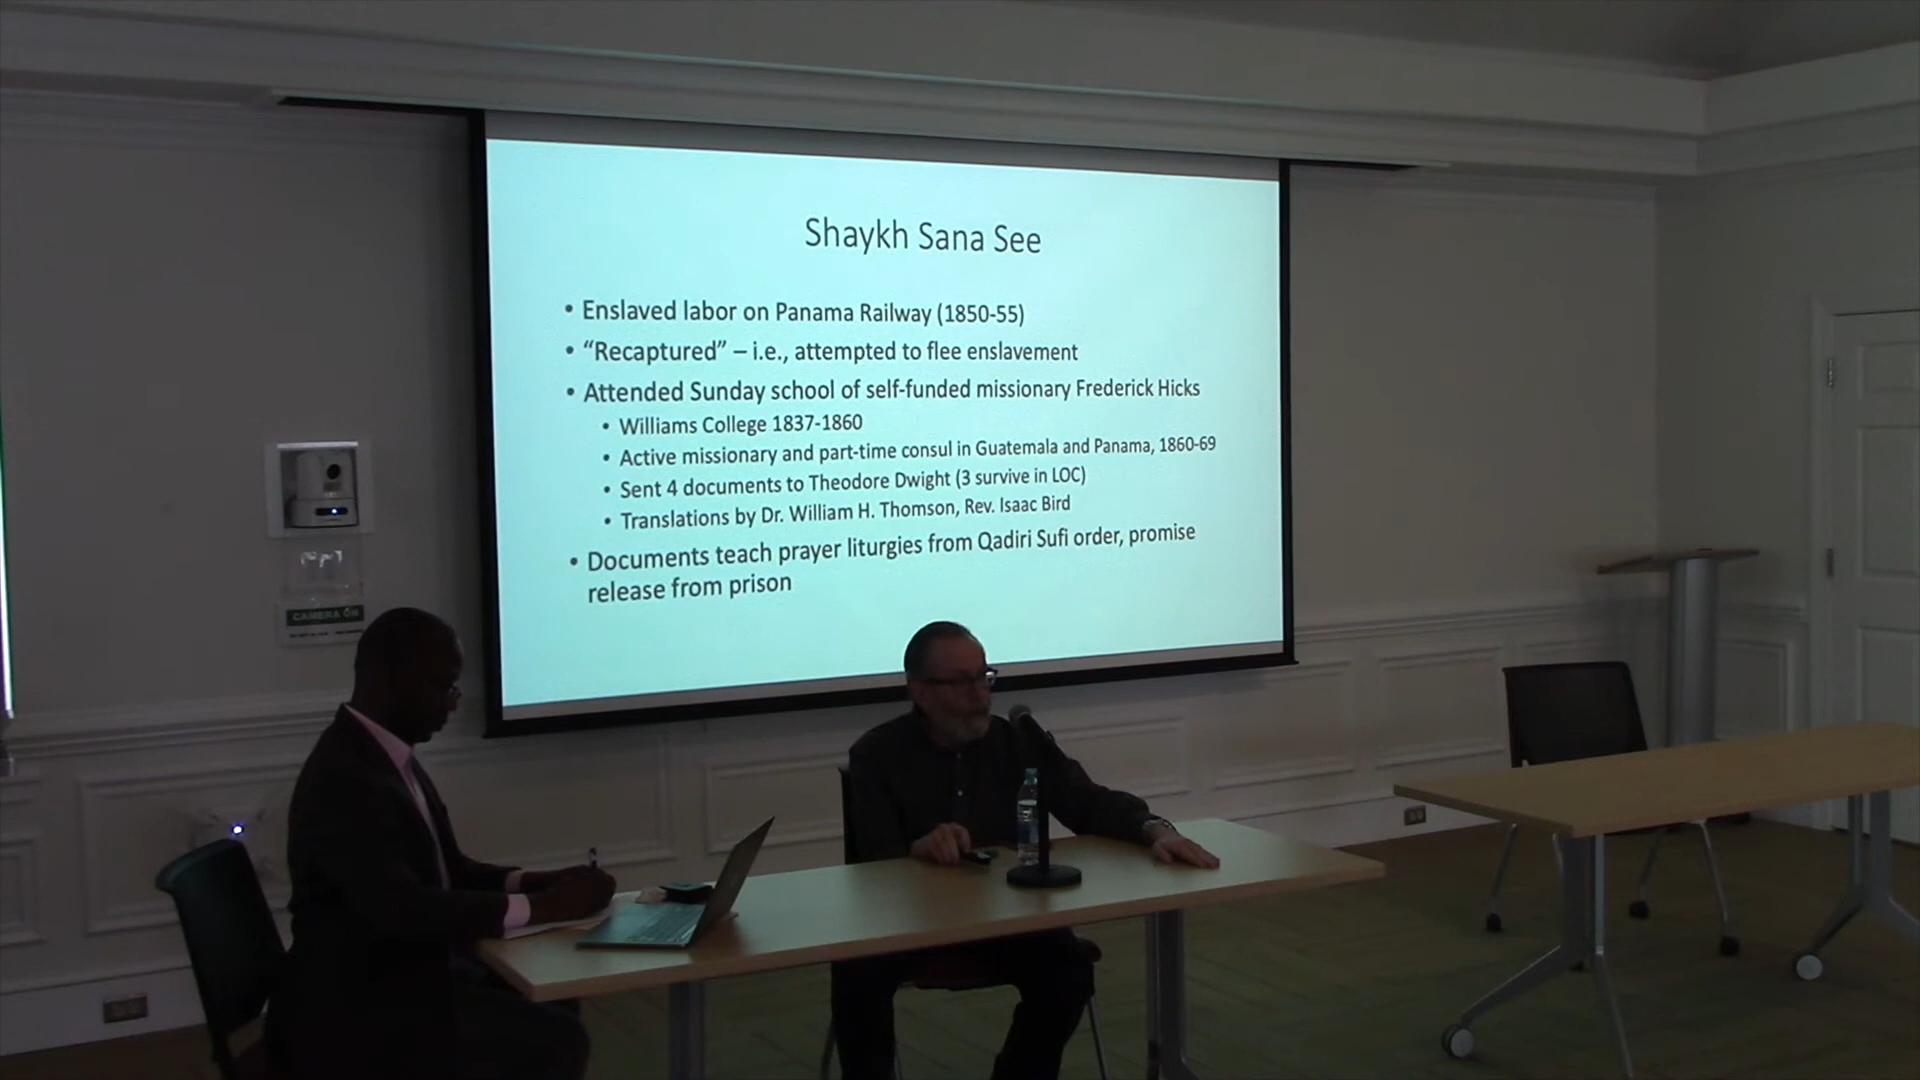 Shaykh Sana See
• Enslaved labor on Panama Railway (1850-55)
• “Recaptured” – i.e., attempted to flee enslavement
• Attended Sunday school of self-funded missionary Frederick Hicks
• Williams College 1837-1860
• Active missionary and part-time consul in Guatemala and Panama, 1860-69
• Sent 4 documents to Theodore Dwight (3 survive in LOC)
• Translations by Dr. William H. Thomson, Rev. Isaac Bird
• Documents teach prayer liturgies from Qadiri Sufi order, promise
release from prison
CAMERA ON